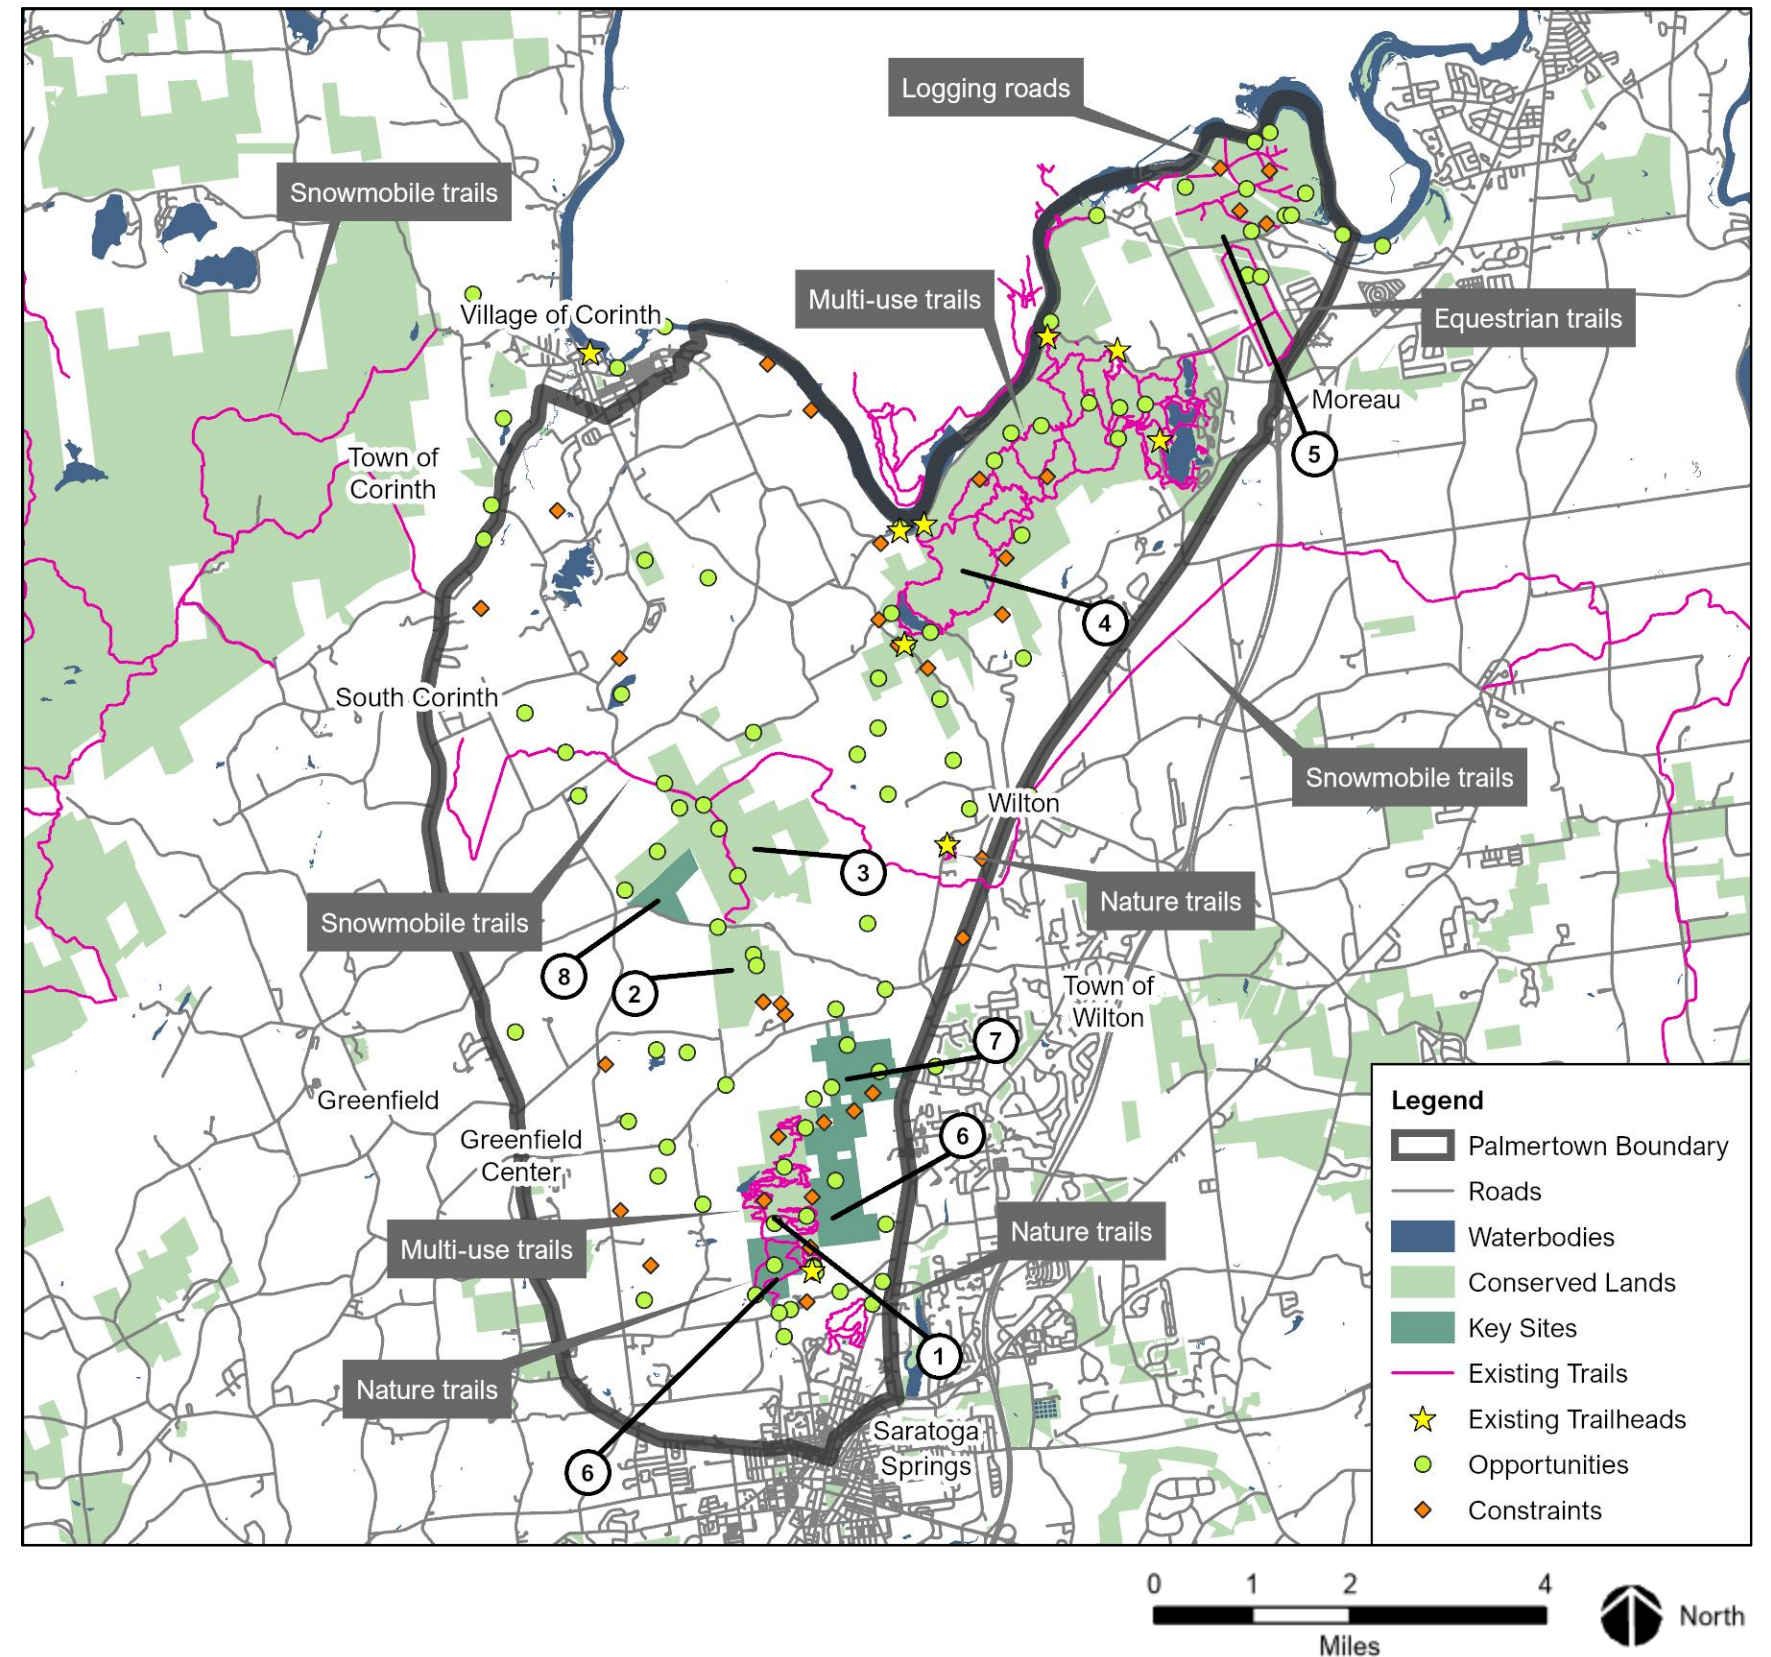 Logging roads
Snowmobile trails
Multi-use trails
Village of Corinth
Equestrian trails
Moreau
5
Town of
Corinth
4
South Corinth
Snowmobile trails
Wilton
3
Nature trails
Snowmobile trails
8
2
Town of
Wilton
7
Greenfield
Greenfield
Center
6
Nature trails
Multi-use trails
1
Nature trails
Saratoga
Springs
6
Legend
Palmertown Boundary
Roads
Waterbodies
Conserved Lands
Key Sites
Existing Trails
Existing Trailheads
Opportunities
Constraints
0 1 2 4
Miles
North